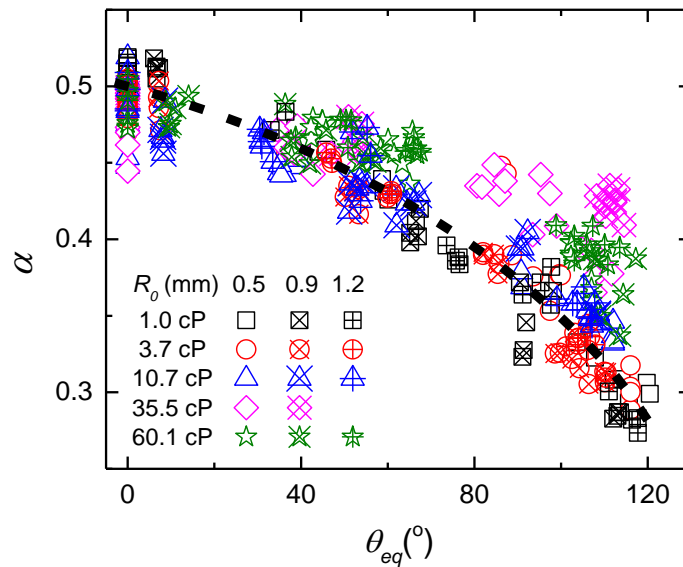 0.5
0.4
0.3
α
R₀ (mm) 0.5 0.9 1.2
1.0 cP
3.7 cP
10.7 cP
35.5 cP
60.1 cP
0 40 80 120
θeq(°)